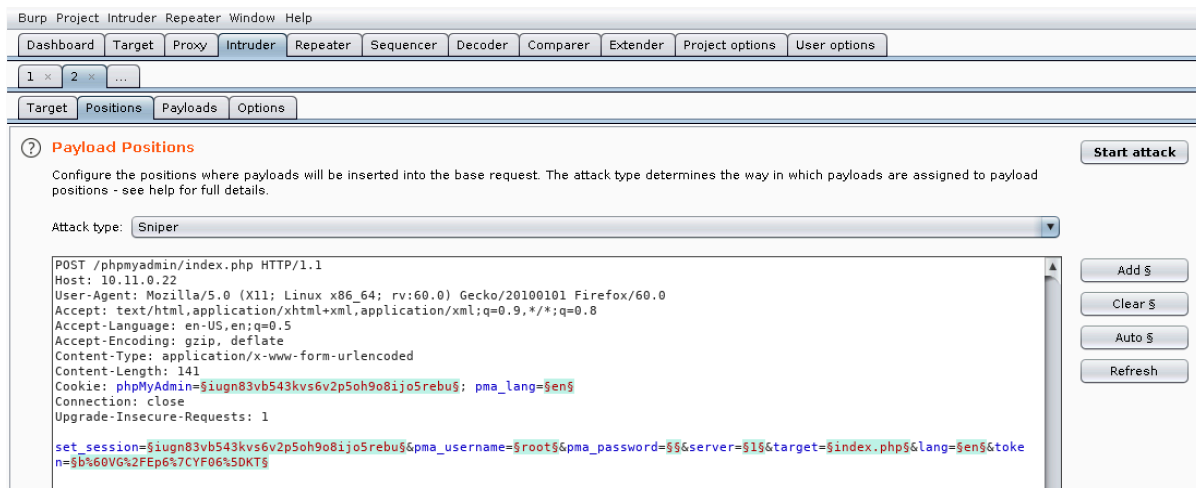 Burp Project Intruder Repeater Window Help
Dashboard Target Proxy Intruder Repeater Sequencer Decoder Comparer Extender Project options User options
1 × 2 × ...
Target Positions Payloads Options
? Payload Positions
Start attack
Configure the positions where payloads will be inserted into the base request. The attack type determines the way in which payloads are assigned to payload
positions - see help for full details.
Attack type: Sniper
POST /phpmyadmin/index.php HTTP/1.1
Host: 10.11.0.22
User-Agent: Mozilla/5.0 (X11; Linux x86_64; rv:60.0) Gecko/20100101 Firefox/60.0
Accept: text/html,application/xhtml+xml,application/xml;q=0.9,*/*;q=0.8
Accept-Language: en-US,en;q=0.5
Accept-Encoding: gzip, deflate
Content-Type: application/x-www-form-urlencoded
Content-Length: 141
Cookie: phpMyAdmin=§iugn83vb543kvs6v2p5oh9o8ijo5rebu§; pma_lang=§en§
Connection: close
Upgrade-Insecure-Requests: 1
set_session=§iugn83vb543kvs6v2p5oh9o8ijo5rebu§&pma_username=§root§&pma_password=§§&server=§1§&target=§index.php§&lang=§en§&toke
n=§b%60VG%2FEp6%7CYF06%5DKT§
Add §
Clear §
Auto §
Refresh